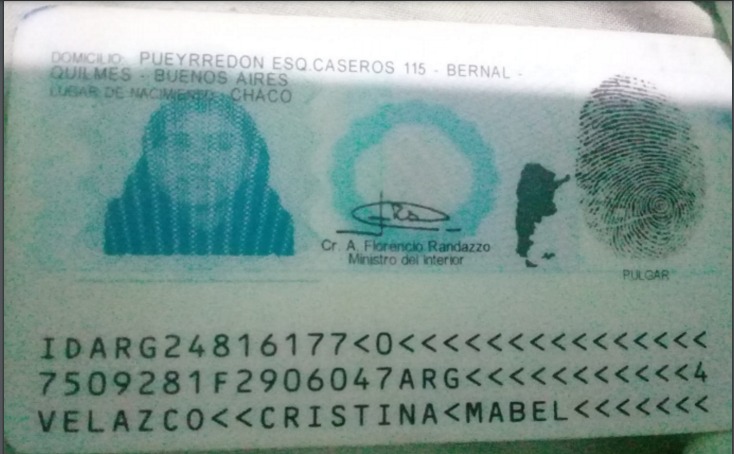 DOMICILIO: PUEYRREDON ESQ.CASEROS 115 - BERNAL -
QUILMES - BUENOS AIRES
LUGAR DE NACIMIENTO: CHACO
Cr. A. Florencio Randazzo
Ministro del Interior
PULGAR
IDARG24816177<0<<<<<<<<<<<<<<<
7509281F2906047ARG<<<<<<<<<<<4
VELAZCO<<CRISTINA<MABEL<<<<<<<